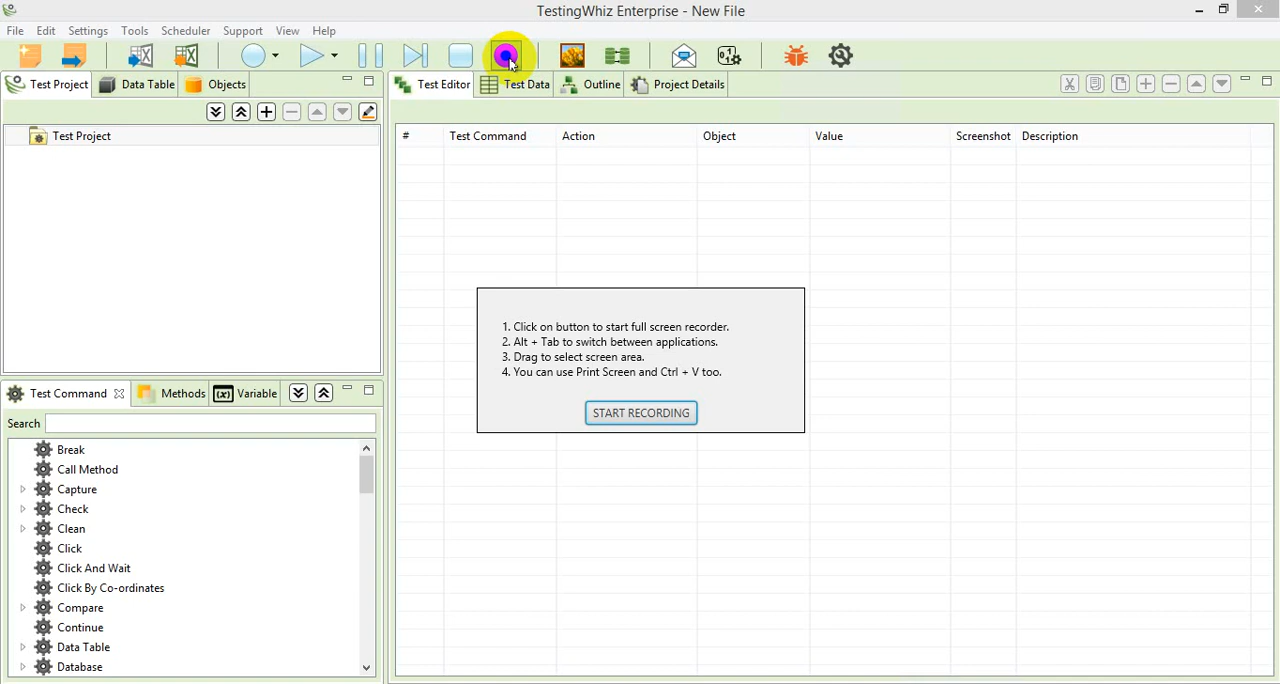 TestingWhiz Enterprise - New File
File Edit Settings Tools Scheduler Support View Help
Test Project Data Table Objects
Test Editor Test Data Outline Project Details
Test Project
# Test Command Action Object Value Screenshot Description
1. Click on button to start full screen recorder.
2. Alt + Tab to switch between applications.
3. Drag to select screen area.
4. You can use Print Screen and Ctrl + V too.
START RECORDING
Test Command Methods (x) Variable
Search
Break
Call Method
Capture
Check
Clean
Click
Click And Wait
Click By Co-ordinates
Compare
Continue
Data Table
Database